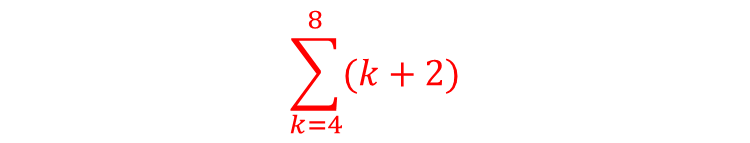 8
∑(k + 2)
k=4